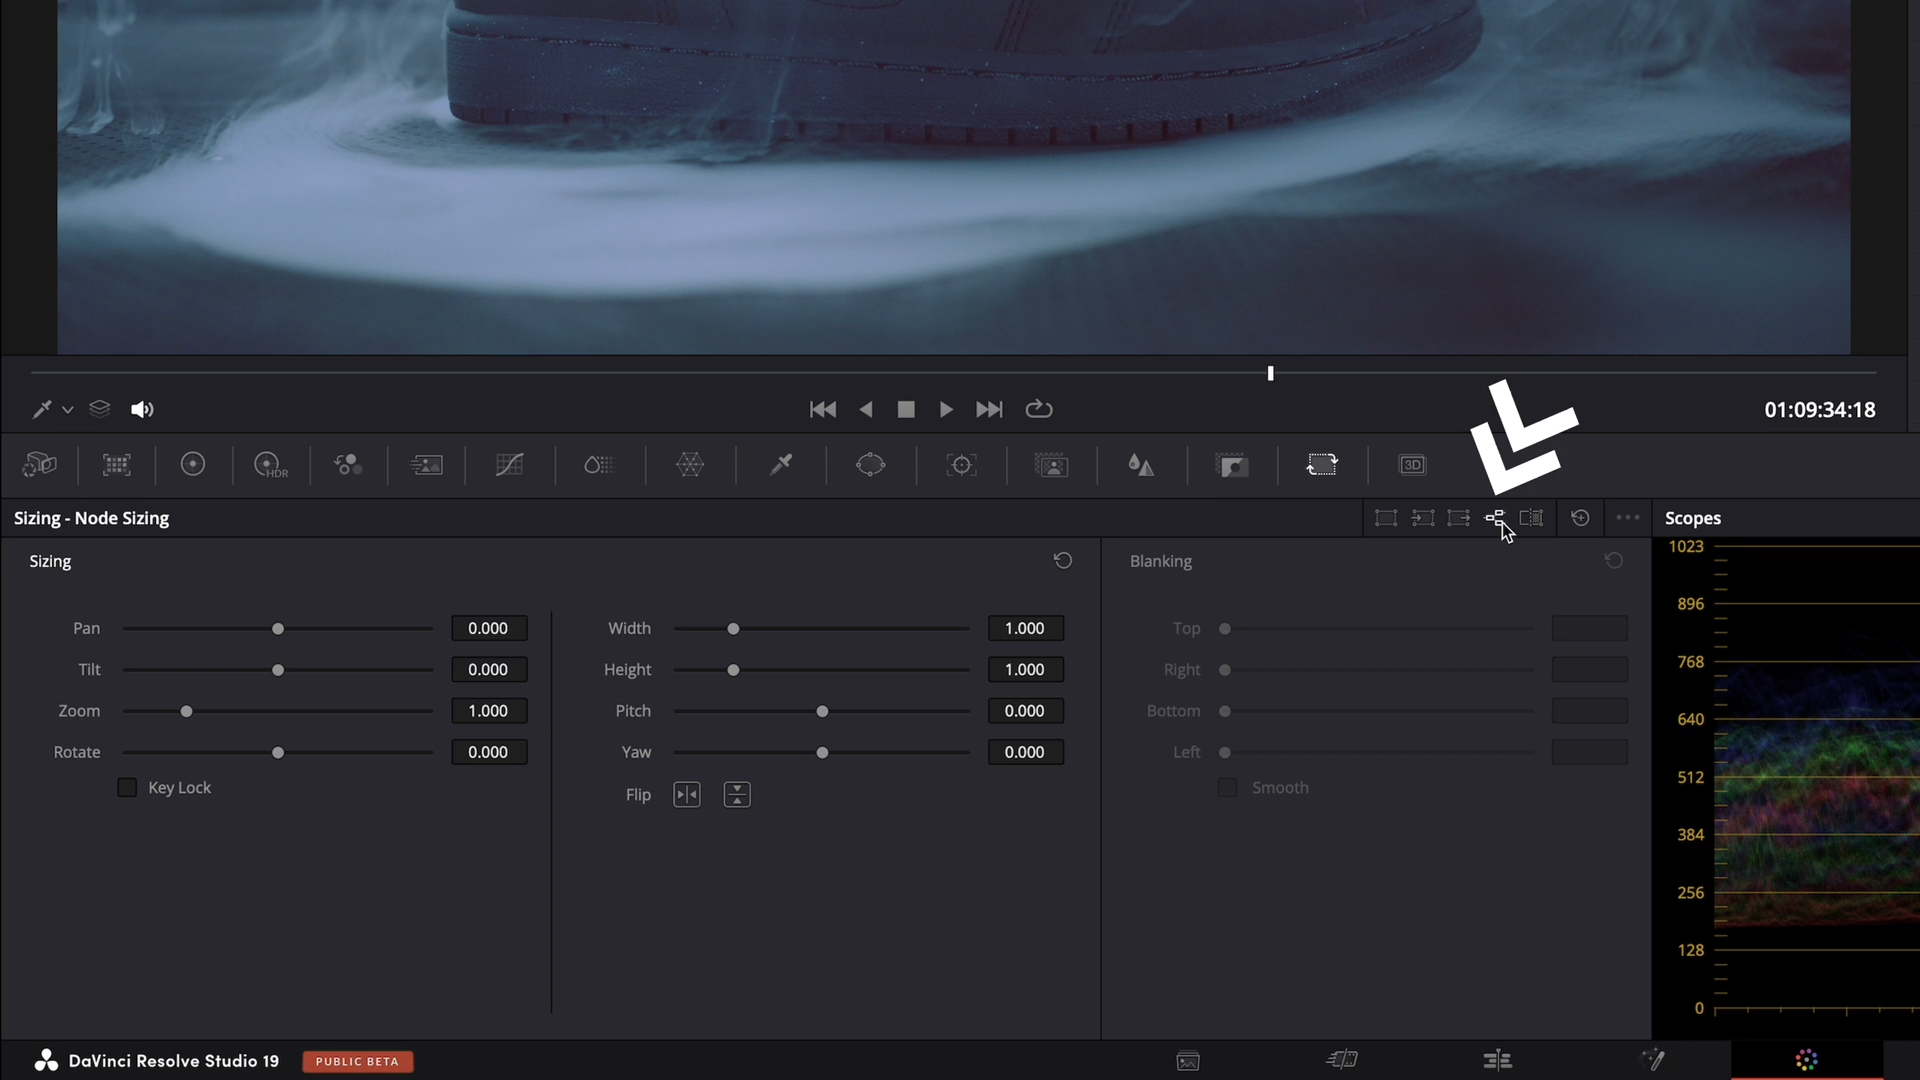 01:09:34:18
HDR
3D
Sizing - Node Sizing
Scopes
Sizing
Blanking
1023
896
768
640
512
384
256
128
0
Pan 0.000
Tilt 0.000
Zoom 1.000
Rotate 0.000
Key Lock
Width 1.000
Height 1.000
Pitch 0.000
Yaw 0.000
Flip
Top
Right
Bottom
Left
Smooth
DaVinci Resolve Studio 19
PUBLIC BETA